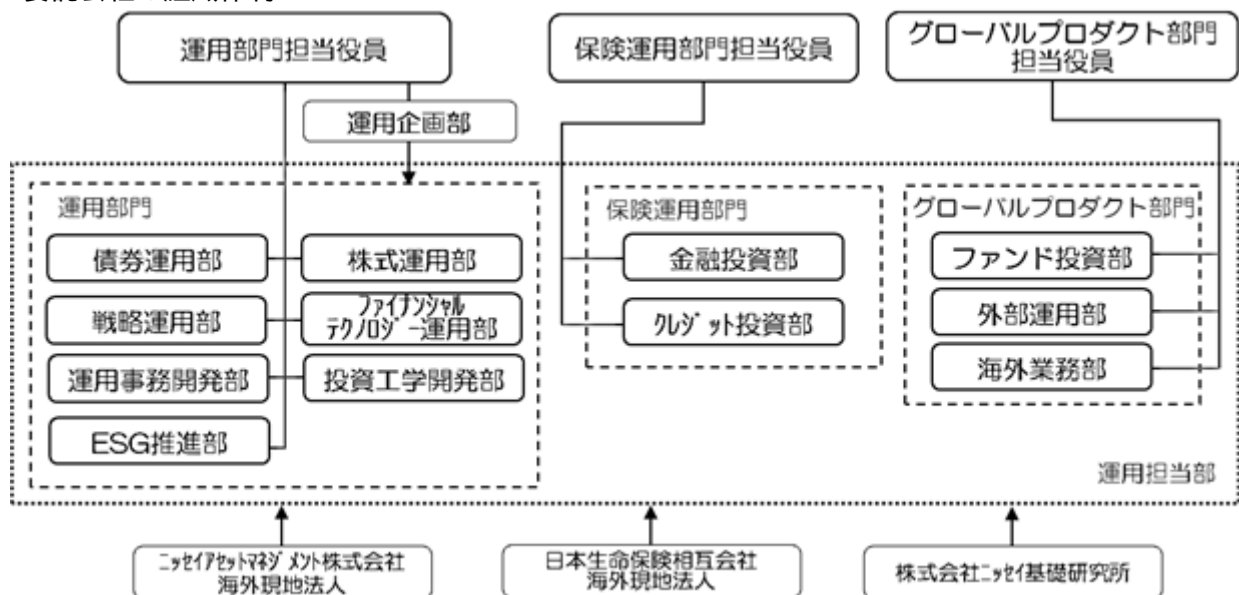 運用部門担当役員
保険運用部門担当役員
グローバルプロダクト部門
担当役員
運用企画部
運用部門
債券運用部
株式運用部
戦略運用部
ファイナンシャル
テクノロジー運用部
運用事務開発部
投資工学開発部
ESG推進部
保険運用部門
金融投資部
クレジット投資部
グローバルプロダクト部門
ファンド投資部
外部運用部
海外業務部
運用担当部
ニッセイアセットマネジメント株式会社
海外現地法人
日本生命保険相互会社
海外現地法人
株式会社ニッセイ基礎研究所